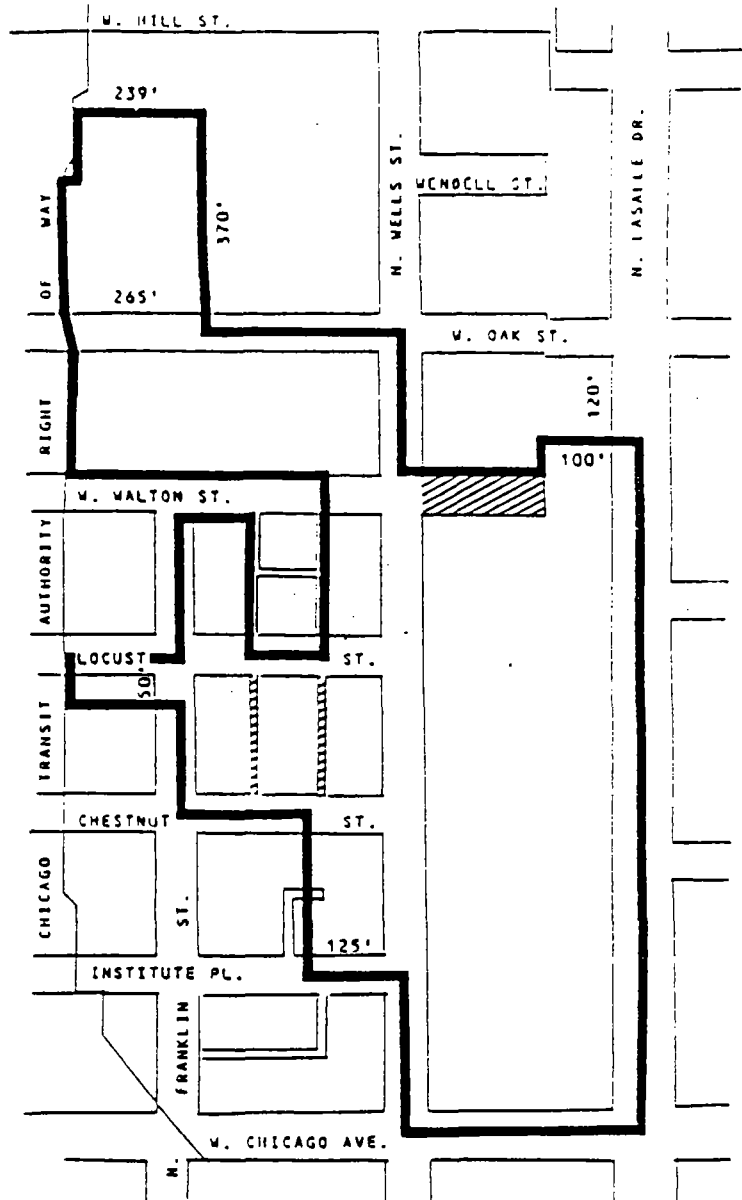 W. HILL ST.
239'
N. WELLS ST.
N. LASALLE DR.
WENDELL ST.
370'
265'
W. OAK ST.
120'
100'
W. WALTON ST.
LOCUST ST.
50'
CHESTNUT ST.
125'
INSTITUTE PL.
N. FRANKLIN ST.
W. CHICAGO AVE.
CHICAGO TRANSIT AUTHORITY RIGHT OF WAY